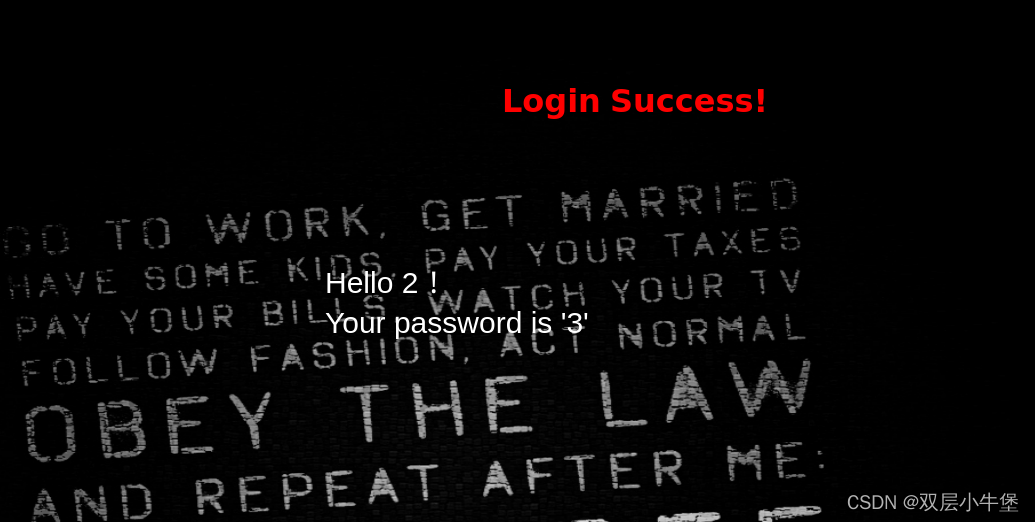 Login Success!
GO TO WORK, GET MARRIED
HAVE SOME KIDS, PAY YOUR TAXES
Hello 2！
PAY YOUR BILLS, WATCH YOUR TV
Your password is '3'
FOLLOW FASHION, ACT NORMAL
OBEY THE LAW
AND REPEAT AFTER ME:
CSDN @双层小牛堡